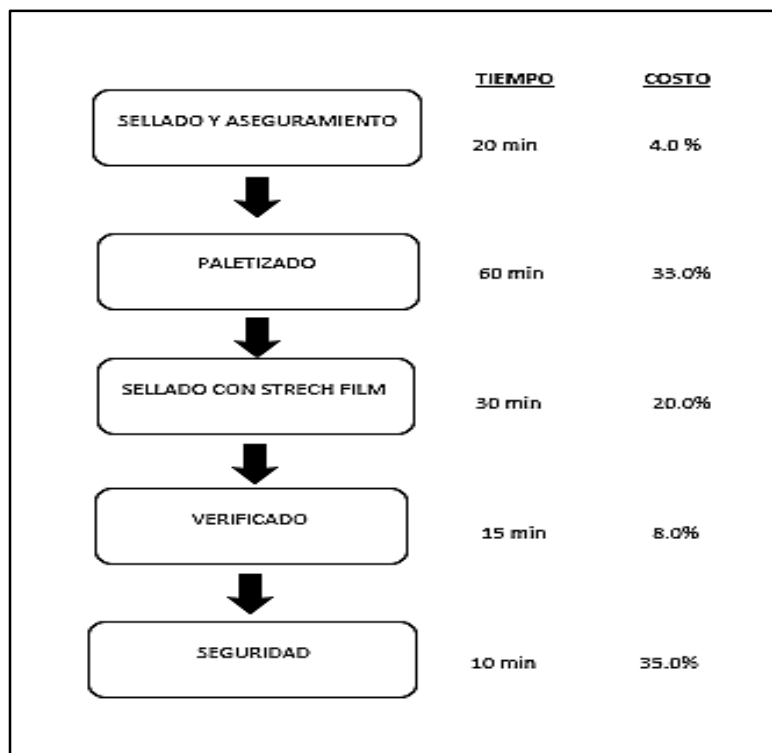 TIEMPO COSTO
SELLADO Y ASEGURAMIENTO
20 min 4.0 %
PALETIZADO
60 min 33.0%
SELLADO CON STRECH FILM
30 min 20.0%
VERIFICADO
15 min 8.0%
SEGURIDAD
10 min 35.0%